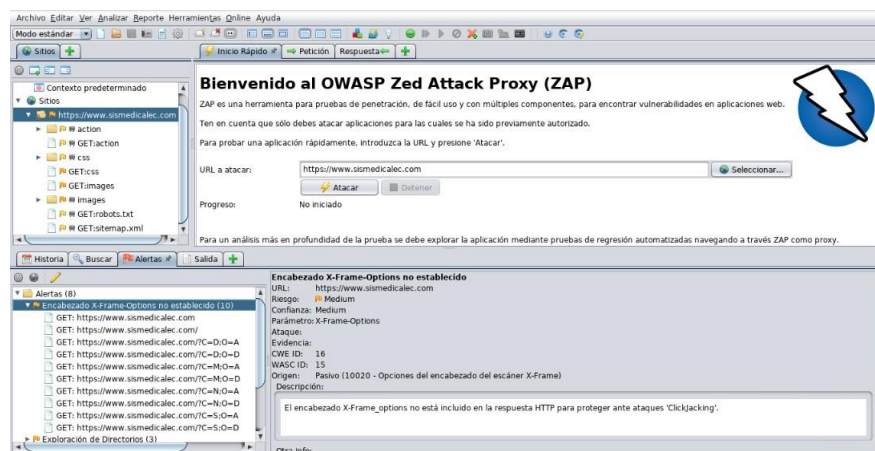 Archivo Editar Ver Analizar Reporte Herramientas Online Ayuda
Modo estándar
Sitios
Inicio Rápido
Petición
Respuesta
Contexto predeterminado
Sitios
https://www.sismedicalec.com
action
GET:action
css
GET:css
GET:images
images
GET:robots.txt
GET:sitemap.xml
Bienvenido al OWASP Zed Attack Proxy (ZAP)
ZAP es una herramienta para pruebas de penetración, de fácil uso y con múltiples componentes, para encontrar vulnerabilidades en aplicaciones web.
Ten en cuenta que sólo debes atacar aplicaciones para las cuales se ha sido previamente autorizado.
Para probar una aplicación rápidamente, introduzca la URL y presione 'Atacar'.
URL a atacar: https://www.sismedicalec.com Seleccionar...
Atacar Detener
Progreso: No iniciado
Para un análisis más en profundidad de la prueba se debe explorar la aplicación mediante pruebas de regresión automatizadas navegando a través ZAP como proxy.
Historia Buscar Alertas Salida
Alertas (8)
Encabezado X-Frame-Options no establecido (10)
GET: https://www.sismedicalec.com
GET: https://www.sismedicalec.com/
GET: https://www.sismedicalec.com/?C=D;O=A
GET: https://www.sismedicalec.com/?C=D;O=D
GET: https://www.sismedicalec.com/?C=M;O=A
GET: https://www.sismedicalec.com/?C=M;O=D
GET: https://www.sismedicalec.com/?C=N;O=A
GET: https://www.sismedicalec.com/?C=N;O=D
GET: https://www.sismedicalec.com/?C=S;O=A
GET: https://www.sismedicalec.com/?C=S;O=D
Exploración de Directorios (3)
Encabezado X-Frame-Options no establecido
URL: https://www.sismedicalec.com
Riesgo: Medium
Confianza: Medium
Parámetro: X-Frame-Options
Ataque:
Evidencia:
CWE ID: 16
WASC ID: 15
Origen: Pasivo (10020 - Opciones del encabezado del escáner X-Frame)
Descripción:
El encabezado X-Frame_options no está incluido en la respuesta HTTP para proteger ante ataques 'ClickJacking'.
Otra info: